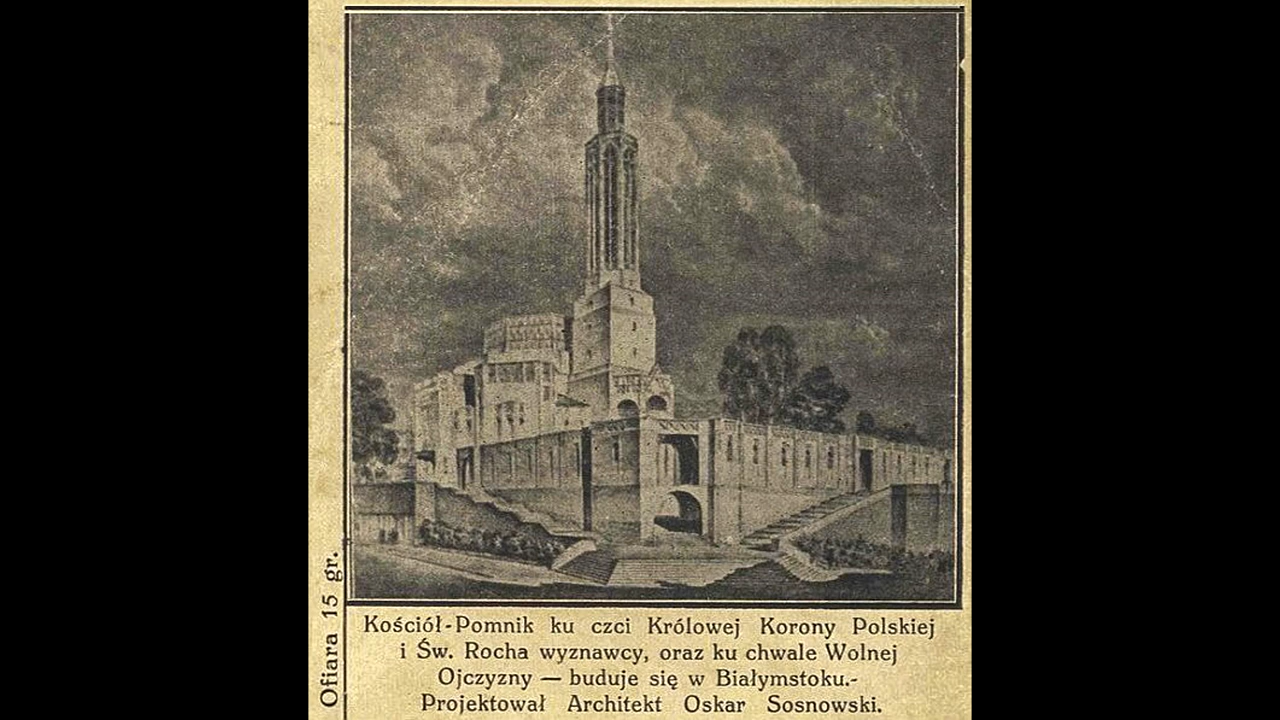 Ofiara 15 gr.
Kościół-Pomnik ku czci Królowej Korony Polskiej
i Św. Rocha wyznawcy, oraz ku chwale Wolnej
Ojczyzny — buduje się w Białymstoku.-
Projektował Architekt Oskar Sosnowski.